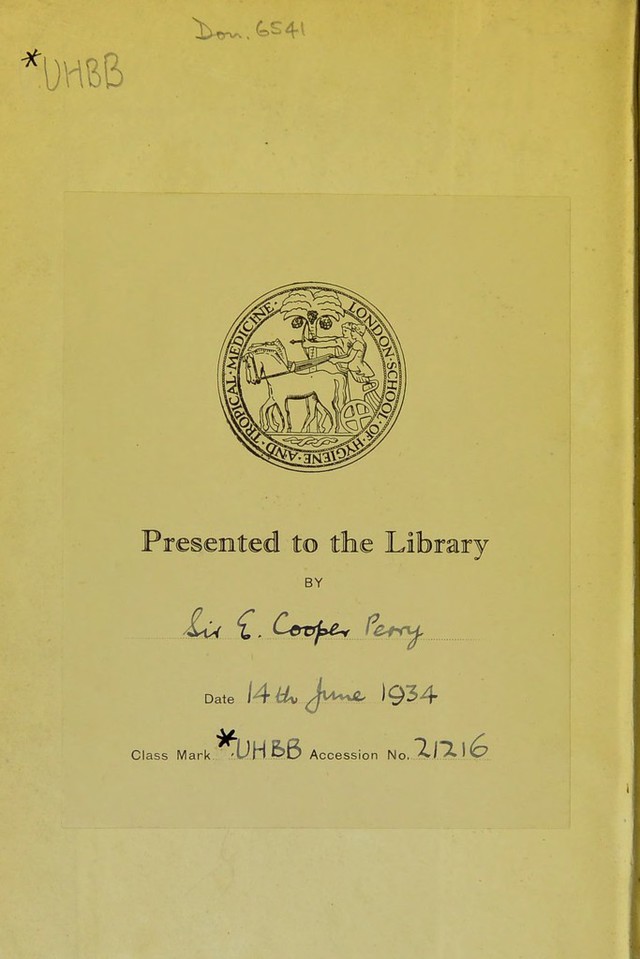 Don. 6541
*UHBB
LONDON·SCHOOL·OF·HYGIENE·AND·TROPICAL·MEDICINE·
Presented to the Library
BY
Sir E. Cooper Perry
Date 14th June 1934
Class Mark *UHBB Accession No. 21216